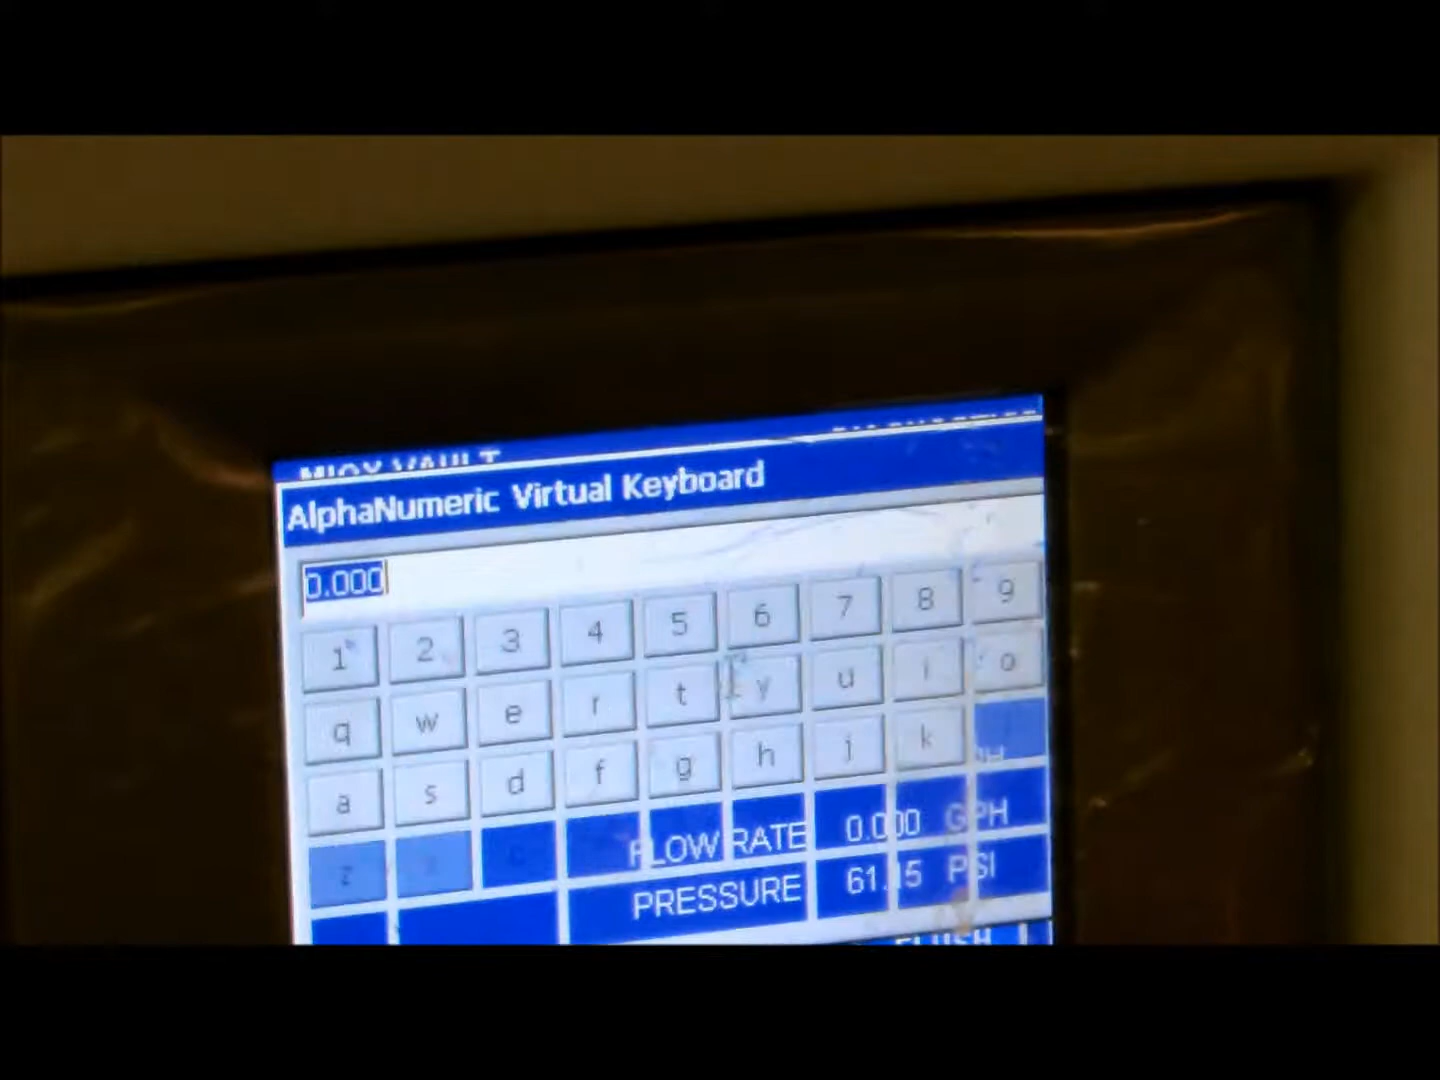 MIOX VAULT
AlphaNumeric Virtual Keyboard
0.000
1 2 3 4 5 6 7 8 9
q w e r t y u i o
a s d f g h j k
z
FLOW RATE 0.000 GPH
PRESSURE 61.15 PSI
FLUSH